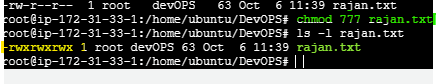 -rw-r--r-- 1 root devOPS 63 Oct 6 11:39 rajan.txt
root@ip-172-31-33-1:/home/ubuntu/DevOPS# chmod 777 rajan.txt
root@ip-172-31-33-1:/home/ubuntu/DevOPS# ls -l rajan.txt
-rwxrwxrwx 1 root devOPS 63 Oct 6 11:39 rajan.txt
root@ip-172-31-33-1:/home/ubuntu/DevOPS#